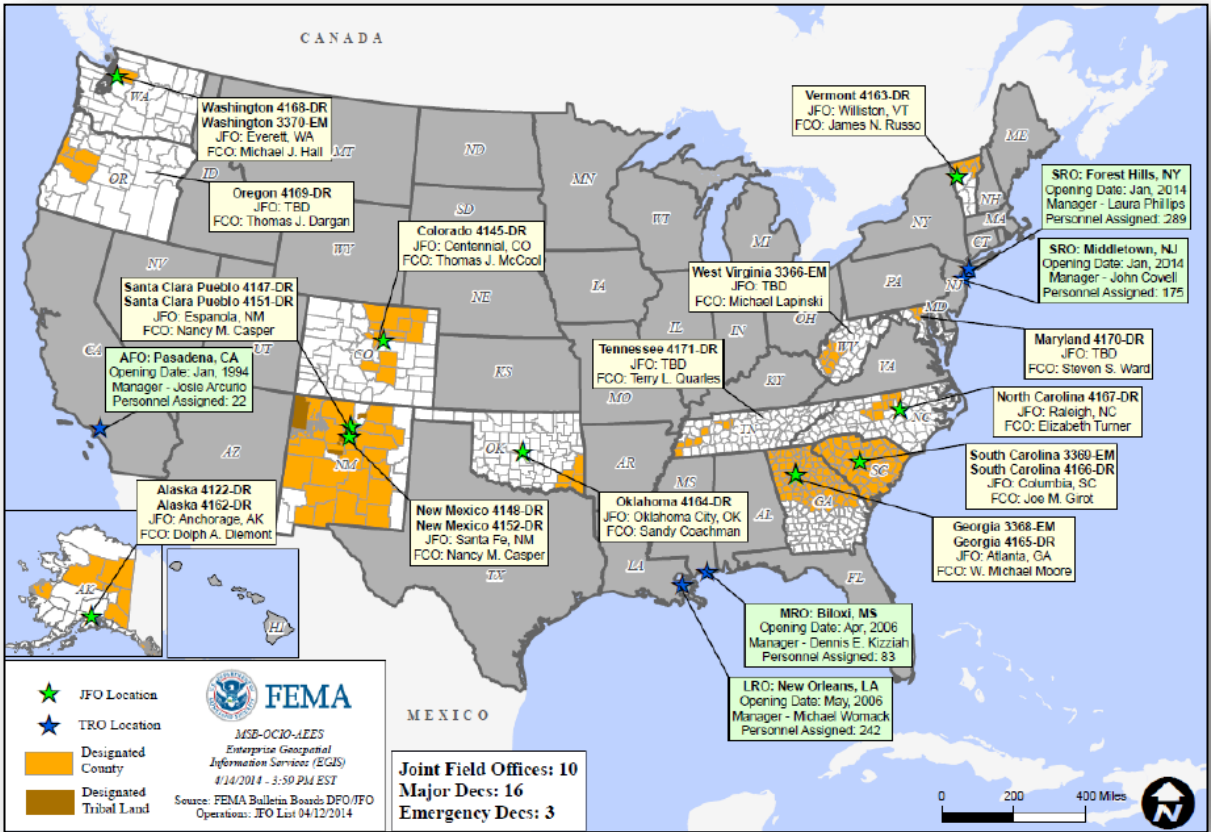 CANADA
Washington 4168-DR
Washington 3370-EM
JFO: Everett, WA
FCO: Michael J. Hall
Oregon 4169-DR
JFO: TBD
FCO: Thomas J. Dargan
Colorado 4145-DR
JFO: Centennial, CO
FCO: Thomas J. McCool
Vermont 4163-DR
JFO: Williston, VT
FCO: James N. Russo
SRO: Forest Hills, NY
Opening Date: Jan, 2014
Manager - Laura Phillips
Personnel Assigned: 289
SRO: Middletown, NJ
Opening Date: Jan, 2014
Manager - John Covell
Personnel Assigned: 175
Santa Clara Pueblo 4147-DR
Santa Clara Pueblo 4151-DR
JFO: Espanola, NM
FCO: Nancy M. Casper
West Virginia 3366-EM
JFO: TBD
FCO: Michael Lapinski
AFO: Pasadena, CA
Opening Date: Jan, 1994
Manager - Josie Arcurio
Personnel Assigned: 22
Tennessee 4171-DR
JFO: TBD
FCO: Terry L. Quarles
Maryland 4170-DR
JFO: TBD
FCO: Steven S. Ward
North Carolina 4167-DR
JFO: Raleigh, NC
FCO: Elizabeth Turner
South Carolina 3369-EM
South Carolina 4166-DR
JFO: Columbia, SC
FCO: Joe M. Girot
Alaska 4122-DR
Alaska 4162-DR
JFO: Anchorage, AK
FCO: Dolph A. Diemont
New Mexico 4148-DR
New Mexico 4152-DR
JFO: Santa Fe, NM
FCO: Nancy M. Casper
Oklahoma 4164-DR
JFO: Oklahoma City, OK
FCO: Sandy Coachman
Georgia 3368-EM
Georgia 4165-DR
JFO: Atlanta, GA
FCO: W. Michael Moore
MRO: Biloxi, MS
Opening Date: Apr, 2006
Manager - Dennis E. Kizziah
Personnel Assigned: 83
LRO: New Orleans, LA
Opening Date: May, 2006
Manager - Michael Womack
Personnel Assigned: 242
WA
OR
ID
MT
ND
MN
SD
WY
WI
MI
NY
ME
NH
MA
CT
NJ
PA
MD
NV
UT
CA
CO
NE
IA
IL
IN
OH
WV
VA
KS
MO
KY
NC
TN
SC
AZ
NM
OK
AR
MS
AL
GA
TX
LA
FL
AK
HI
MEXICO
JFO Location
TRO Location
Designated
County
Designated
Tribal Land
FEMA
MSB-OCIO-AEES
Enterprise Geospatial
Information Services (EGIS)
4/14/2014 - 3:59 PM EST
Source: FEMA Bulletin Boards DFO/JFO
Operations: JFO List 04/12/2014
Joint Field Offices: 10
Major Decs: 16
Emergency Decs: 3
0 200 400 Miles
N